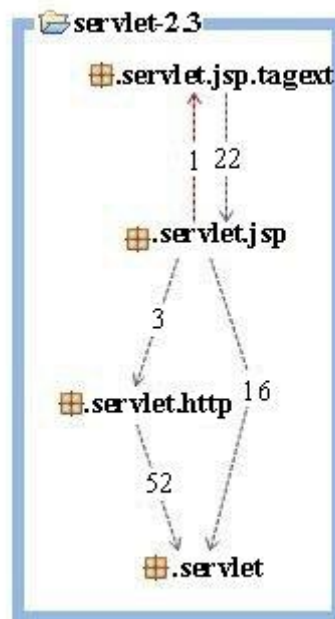 servlet-2.3
.servlet.jsp.tagext
1 22
.servlet.jsp
3
16
.servlet.http
52
.servlet